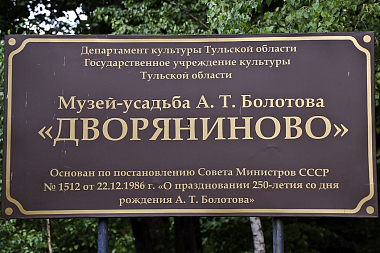 Департамент культуры Тульской области
Государственное учреждение культуры
Тульской области
Музей-усадьба А. Т. Болотова
«ДВОРЯНИНОВО»
Основан по постановлению Совета Министров СССР
№ 1512 от 22.12.1986 г. «О праздновании 250-летия со дня
рождения А. Т. Болотова»